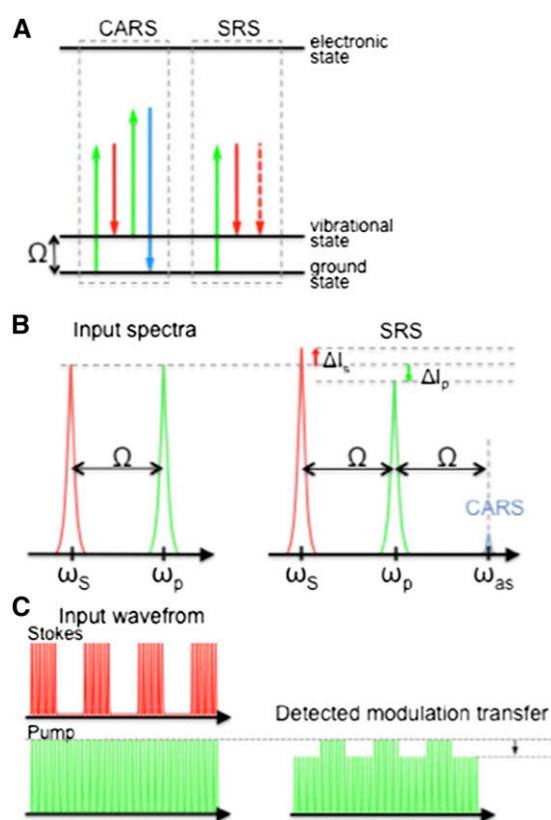 A
CARS
SRS
electronic
state
vibrational
state
Ω
ground
state
B
Input spectra
SRS
ΔIs
ΔIp
Ω
Ω
Ω
CARS
ωS
ωp
ωS
ωp
ωas
C
Input wavefrom
Stokes
Detected modulation transfer
Pump